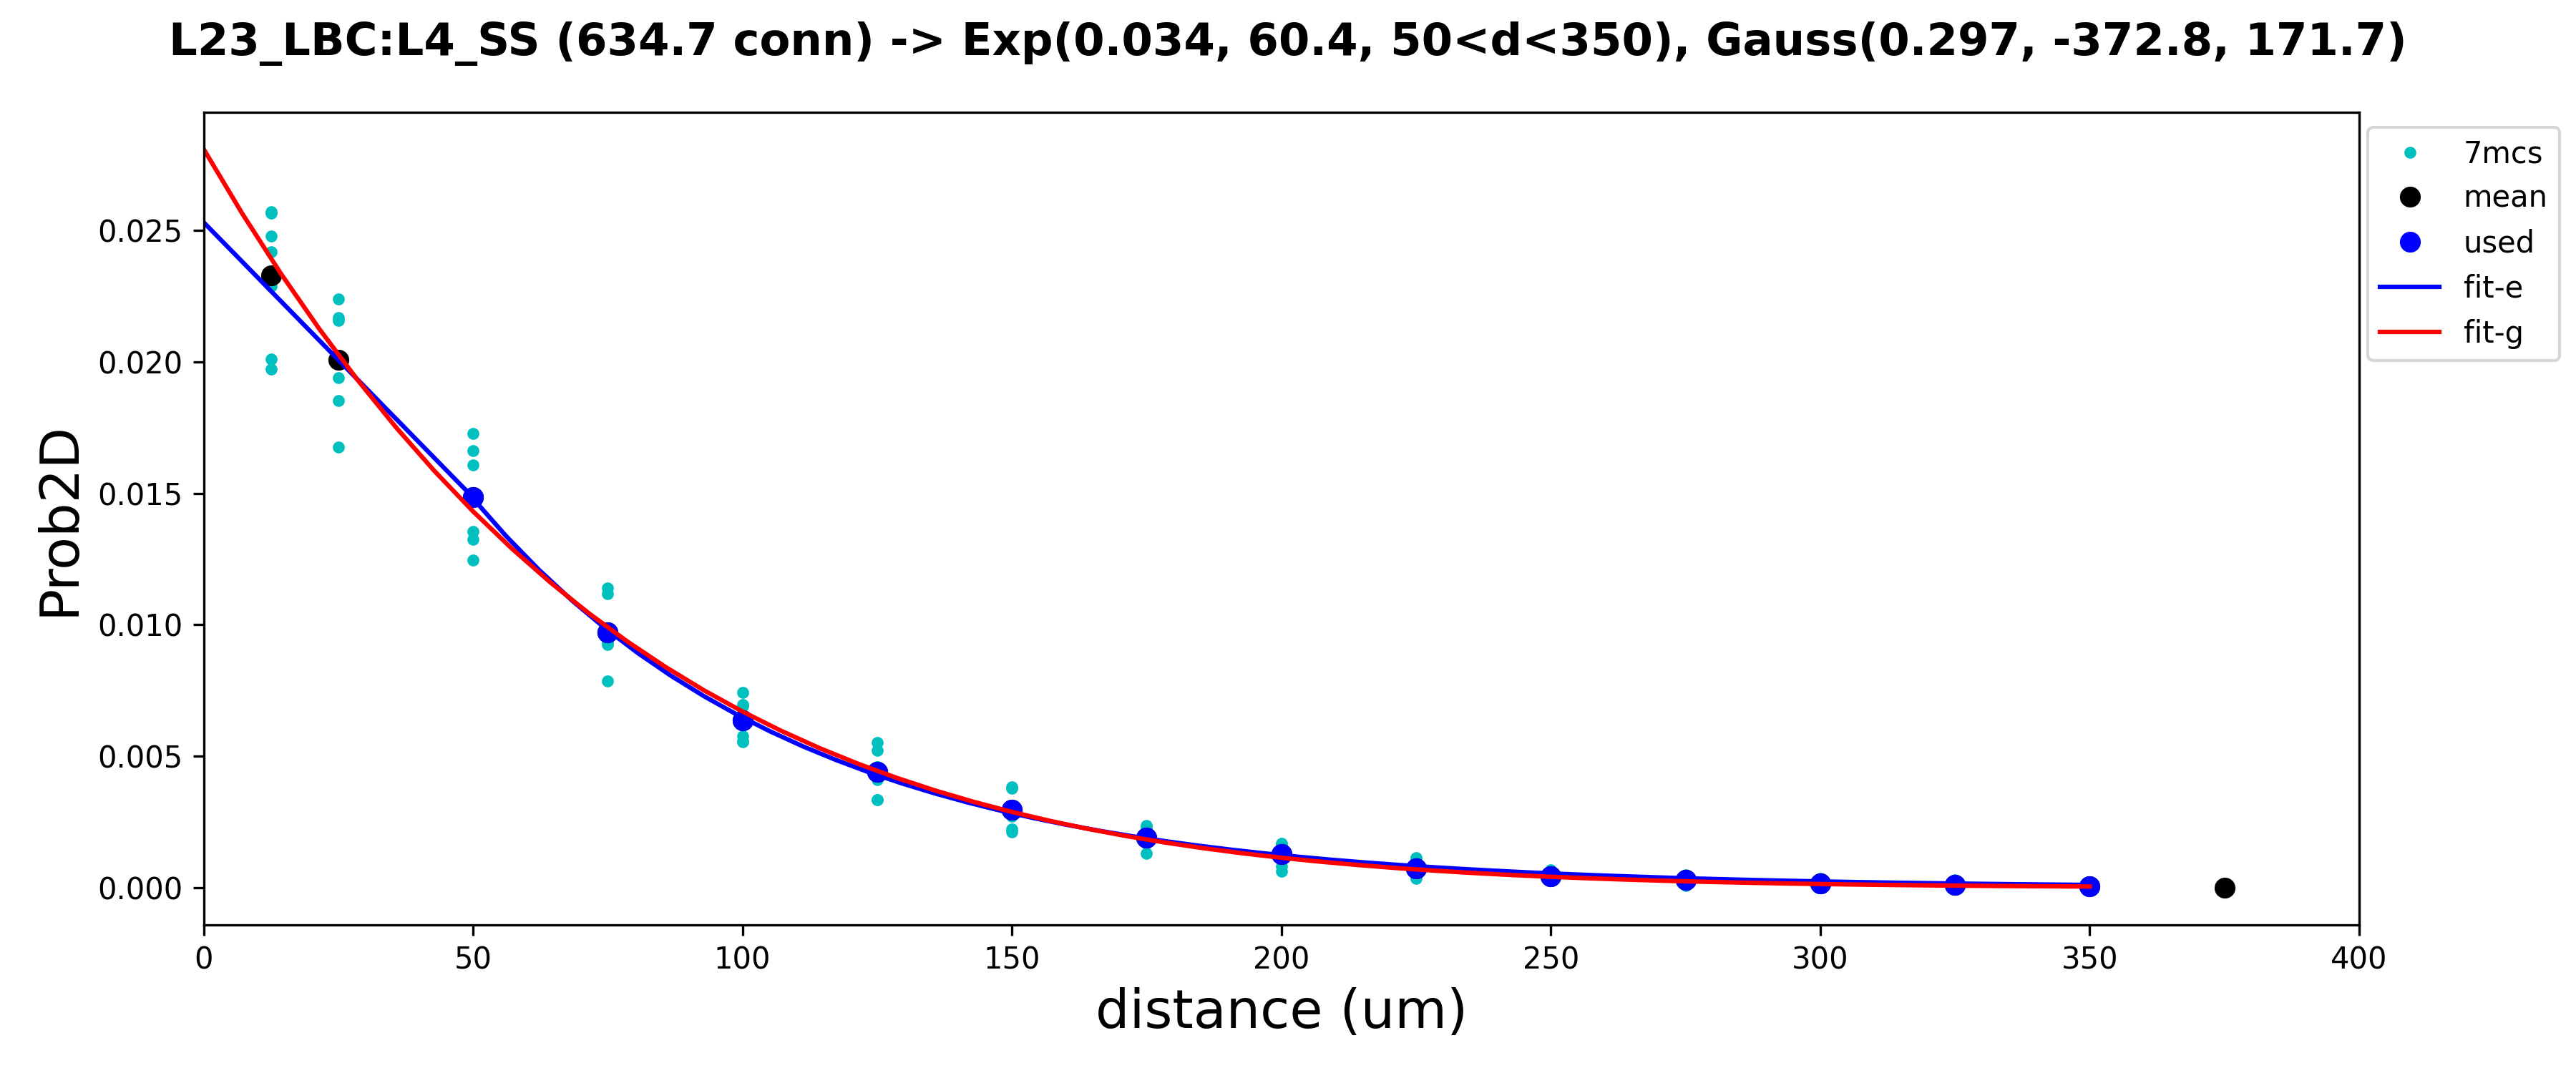 L23_LBC:L4_SS (634.7 conn) -> Exp(0.034, 60.4, 50<d<350), Gauss(0.297, -372.8, 171.7)
7mcs
mean
used
fit-e
fit-g
Prob2D
0.025
0.020
0.015
0.010
0.005
0.000
0 50 100 150 200 250 300 350 400
distance (um)